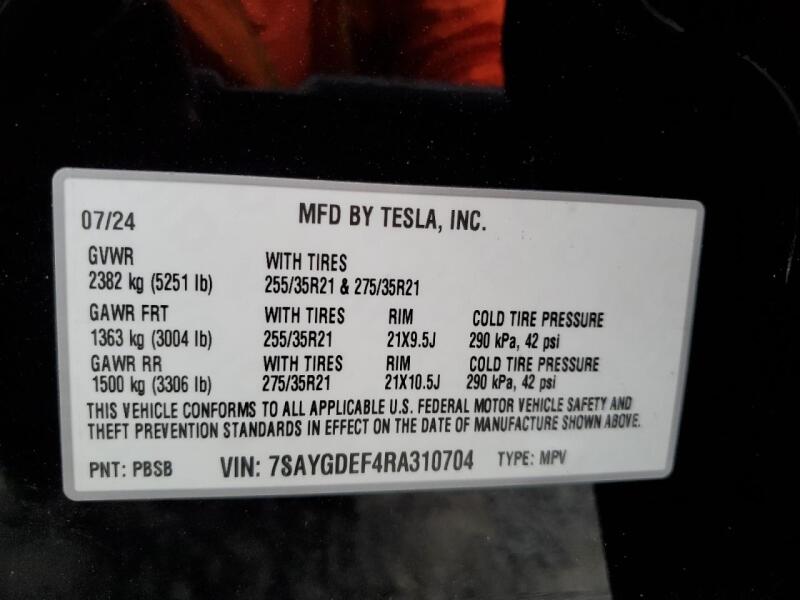 07/24 MFD BY TESLA, INC.
GVWR WITH TIRES
2382 kg (5251 lb) 255/35R21 & 275/35R21
GAWR FRT WITH TIRES RIM COLD TIRE PRESSURE
1363 kg (3004 lb) 255/35R21 21X9.5J 290 kPa, 42 psi
GAWR RR WITH TIRES RIM COLD TIRE PRESSURE
1500 kg (3306 lb) 275/35R21 21X10.5J 290 kPa, 42 psi
THIS VEHICLE CONFORMS TO ALL APPLICABLE U.S. FEDERAL MOTOR VEHICLE SAFETY AND
THEFT PREVENTION STANDARDS IN EFFECT ON THE DATE OF MANUFACTURE SHOWN ABOVE.
PNT: PBSB VIN: 7SAYGDEF4RA310704 TYPE: MPV